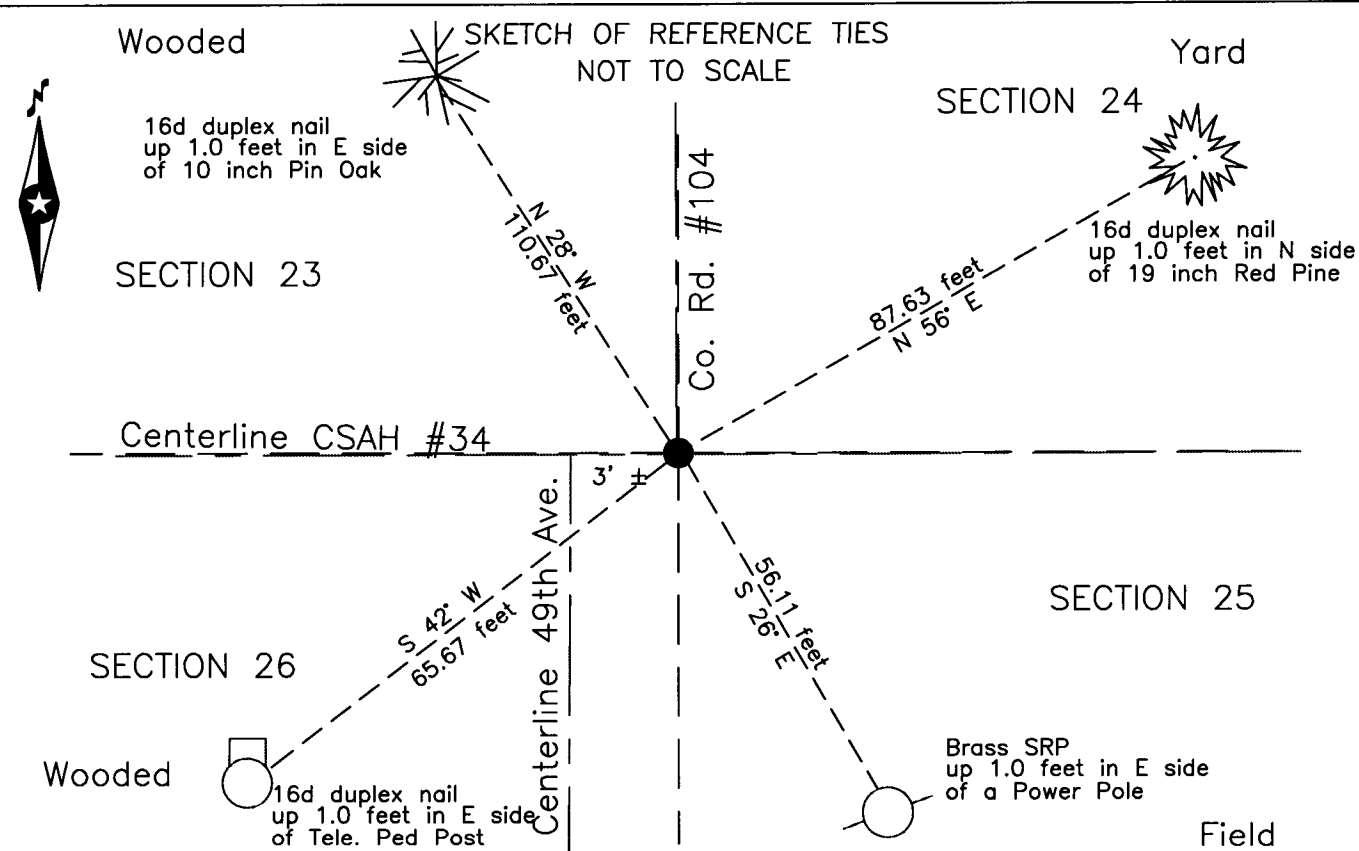 Wooded
SKETCH OF REFERENCE TIES
NOT TO SCALE
Yard
SECTION 24
N
16d duplex nail
up 1.0 feet in E side
of 10 inch Pin Oak
Co. Rd. #104
N 28° W
110.67 feet
16d duplex nail
up 1.0 feet in N side
of 19 inch Red Pine
SECTION 23
87.63 feet
N 56° E
Centerline CSAH #34
3' ±
Centerline 49th Ave.
S 42° W
65.67 feet
56.11 feet
S 26° E
SECTION 25
SECTION 26
Wooded
16d duplex nail
up 1.0 feet in E side
of Tele. Ped Post
Brass SRP
up 1.0 feet in E side
of a Power Pole
Field